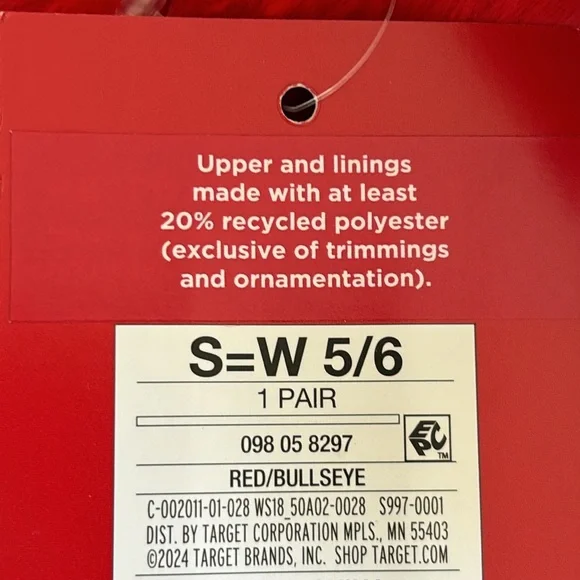 Upper and linings
made with at least
20% recycled polyester
(exclusive of trimmings
and ornamentation).
S=W 5/6
1 PAIR
098 05 8297
EPC TM
RED/BULLSEYE
C-002011-01-028 WS18_50A02-0028 S997-0001
DIST. BY TARGET CORPORATION MPLS., MN 55403
©2024 TARGET BRANDS, INC. SHOP TARGET.COM